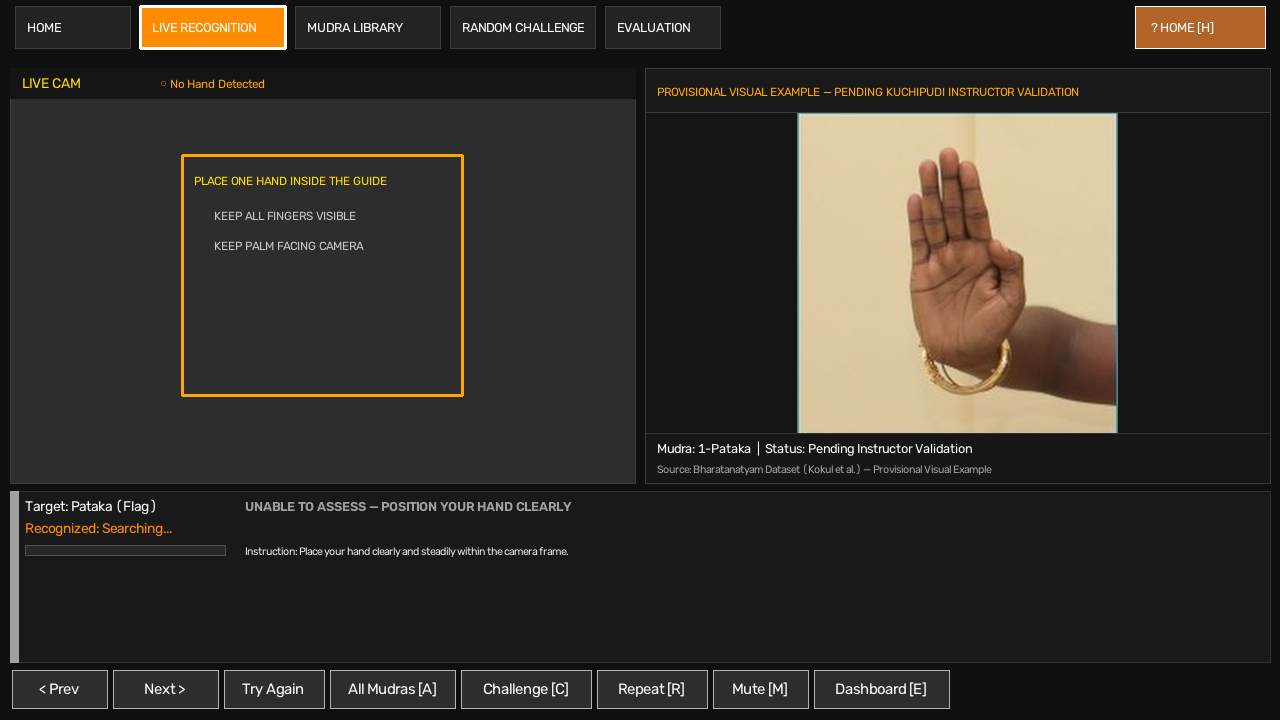 HOME
LIVE RECOGNITION
MUDRA LIBRARY
RANDOM CHALLENGE
EVALUATION
? HOME [H]
LIVE CAM
○ No Hand Detected
PLACE ONE HAND INSIDE THE GUIDE
KEEP ALL FINGERS VISIBLE
KEEP PALM FACING CAMERA
PROVISIONAL VISUAL EXAMPLE — PENDING KUCHIPUDI INSTRUCTOR VALIDATION
Mudra: 1-Pataka | Status: Pending Instructor Validation
Source: Bharatanatyam Dataset (Kokul et al.) — Provisional Visual Example
Target: Pataka (Flag)
Recognized: Searching...
UNABLE TO ASSESS — POSITION YOUR HAND CLEARLY
Instruction: Place your hand clearly and steadily within the camera frame.
< Prev
Next >
Try Again
All Mudras [A]
Challenge [C]
Repeat [R]
Mute [M]
Dashboard [E]